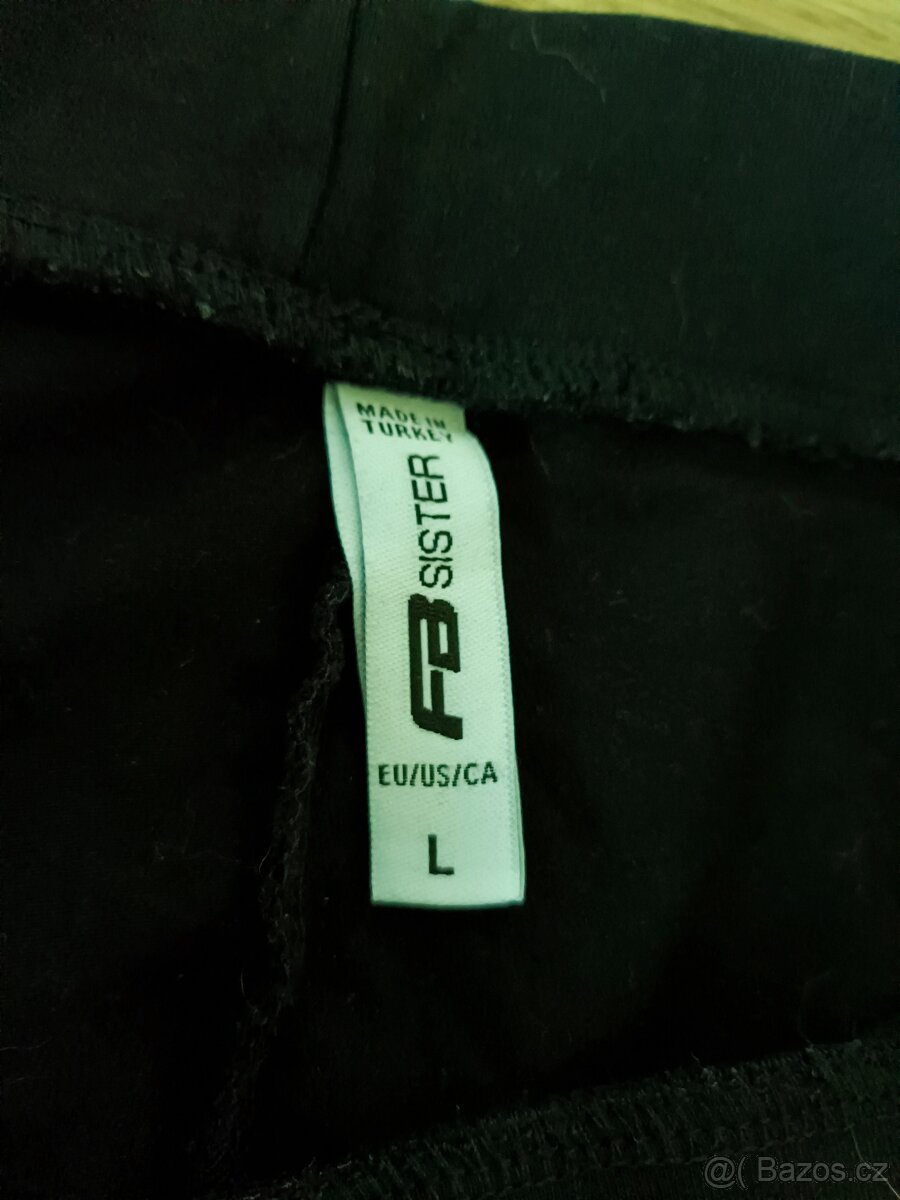 MADE IN
TURKEY
FB SISTER
EU/US/CA
L
@( Bazos.cz